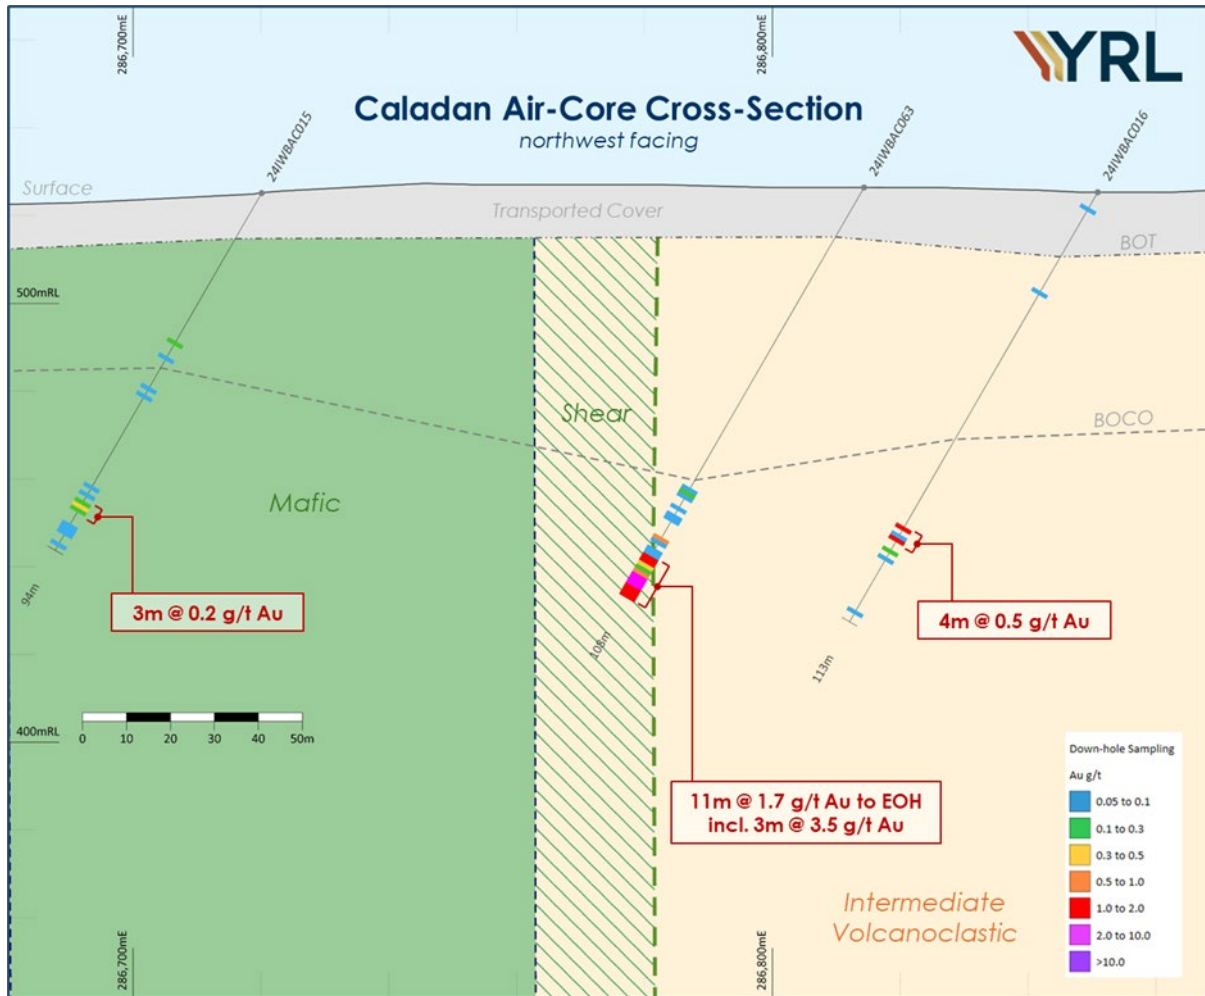 286,700mE
286,800mE
YRL
Caladan Air-Core Cross-Section
northwest facing
24IWBAC015
24IWBAC063
24IWBAC016
Surface
Transported Cover
BOT
500mRL
Shear
BOCO
Mafic
94m
3m @ 0.2 g/t Au
108m
4m @ 0.5 g/t Au
113m
0 10 20 30 40 50m
400mRL
11m @ 1.7 g/t Au to EOH
incl. 3m @ 3.5 g/t Au
Down-hole Sampling
Au g/t
0.05 to 0.1
0.1 to 0.3
0.3 to 0.5
0.5 to 1.0
1.0 to 2.0
2.0 to 10.0
>10.0
Intermediate
Volcanoclastic
286,700mE
286,800mE